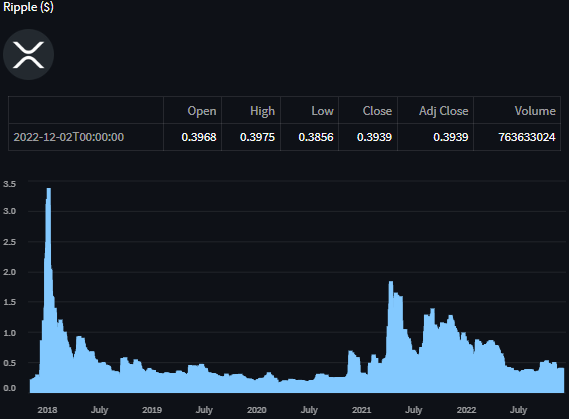 Ripple ($)
Open High Low Close Adj Close Volume
2022-12-02T00:00:00 0.3968 0.3975 0.3856 0.3939 0.3939 763633024
3.5
3.0
2.5
2.0
1.5
1.0
0.5
0.0
2018 July 2019 July 2020 July 2021 July 2022 July